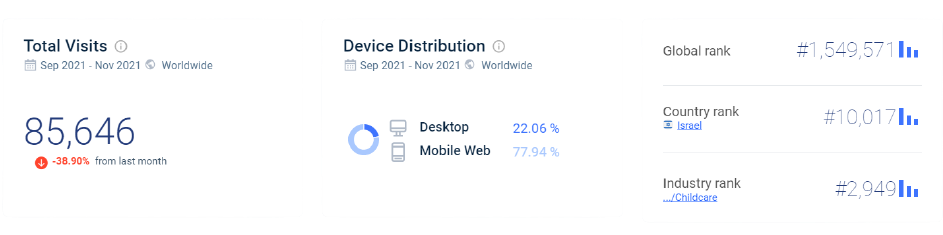 Total Visits
Sep 2021 - Nov 2021 Worldwide
85,646
-38.90% from last month
Device Distribution
Sep 2021 - Nov 2021 Worldwide
Desktop 22.06 %
Mobile Web 77.94 %
Global rank #1,549,571
Country rank #10,017
Israel
Industry rank #2,949
.../Childcare